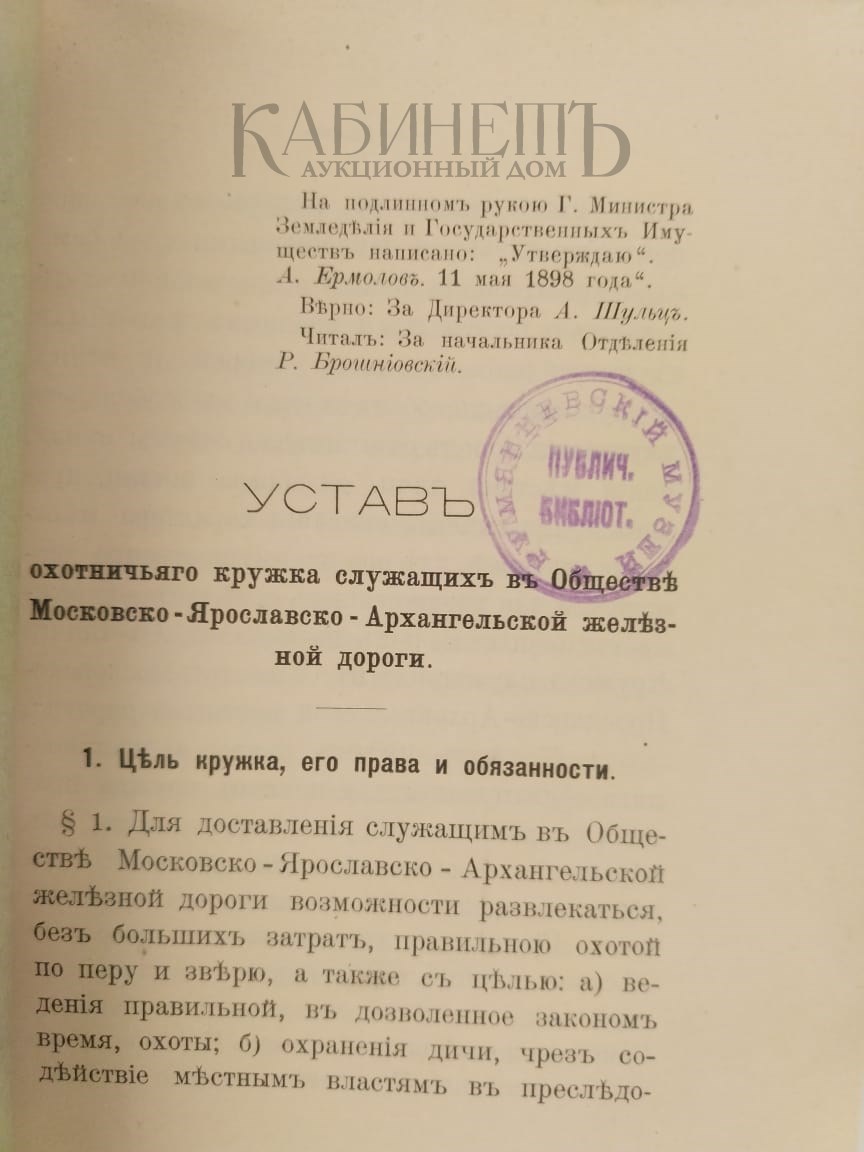 КАБИНЕТЪ
АУКЦИОННЫЙ ДОМ
На подлинномъ рукою Г. Министра
Земледѣлія и Государственныхъ Иму-
ществъ написано: „Утверждаю“.
А. Ермоловъ. 11 мая 1898 года“.
Вѣрно: За Директора А. Шульцъ.
Читалъ: За начальника Отдѣленія
Р. Брошніовскій.
РУМЯНЦЕВСКІЙ МУЗЕЙ
ПУБЛИЧ.
БИБЛІОТ.
УСТАВЪ
охотничьяго кружка служащихъ въ Обществѣ
Московско-Ярославско-Архангельской желѣз-
ной дороги.
1. Цѣль кружка, его права и обязанности.
§ 1. Для доставленія служащимъ въ Обще-
ствѣ Московско-Ярославско-Архангельской
желѣзной дороги возможности развлекаться,
безъ большихъ затратъ, правильною охотой
по перу и звѣрю, а также съ цѣлью: а) ве-
денія правильной, въ дозволенное закономъ
время, охоты; б) охраненія дичи, чрезъ со-
дѣйствіе мѣстнымъ властямъ въ преслѣдо-